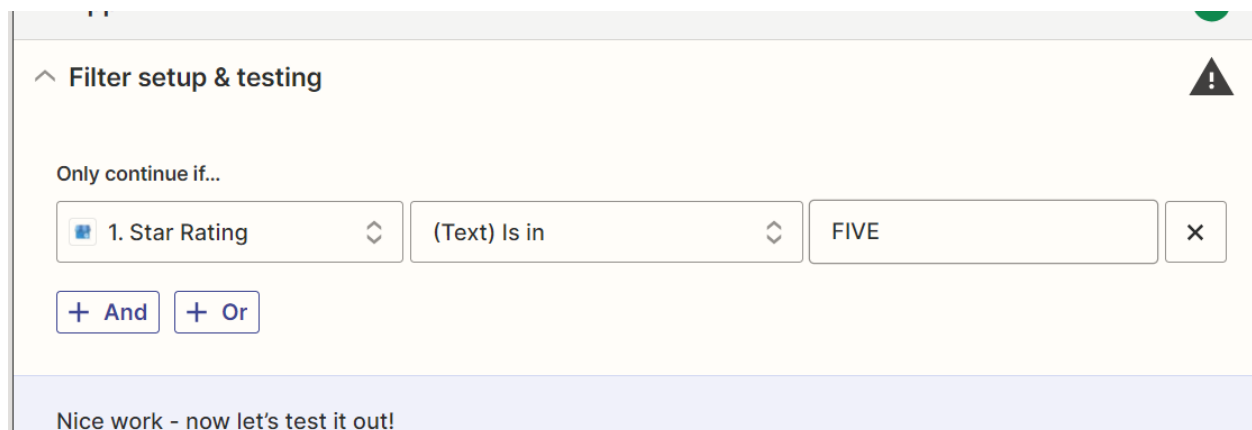 Filter setup & testing
Only continue if...
1. Star Rating
(Text) Is in
FIVE
+ And
+ Or
Nice work - now let's test it out!